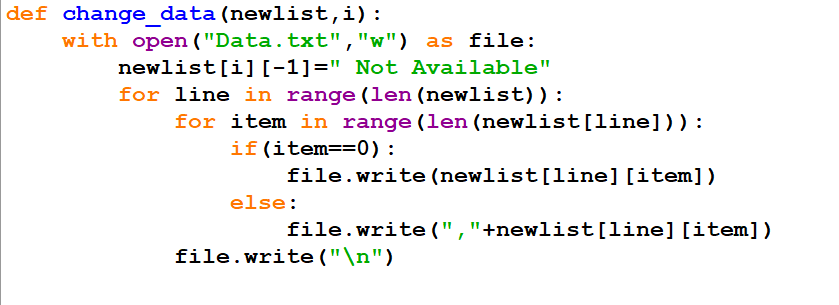 def change_data(newlist,i):
    with open("Data.txt","w") as file:
        newlist[i][-1]=" Not Available"
        for line in range(len(newlist)):
            for item in range(len(newlist[line])):
                if(item==0):
                    file.write(newlist[line][item])
                else:
                    file.write(","+newlist[line][item])
            file.write("\n")